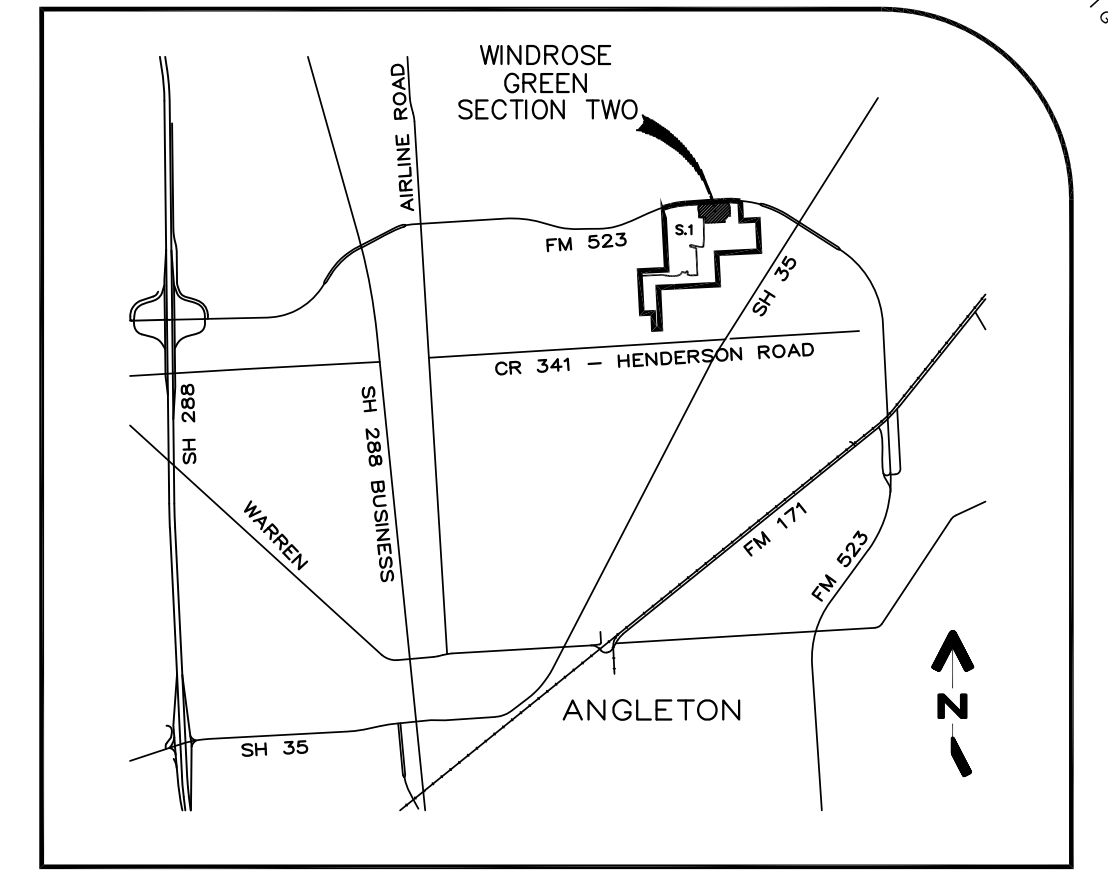 WINDROSE
GREEN
SECTION TWO
AIRLINE ROAD
S.1
FM 523
SH 35
CR 341 – HENDERSON ROAD
SH 288
SH 288 BUSINESS
WARREN
FM 171
FM 523
ANGLETON
N
SH 35